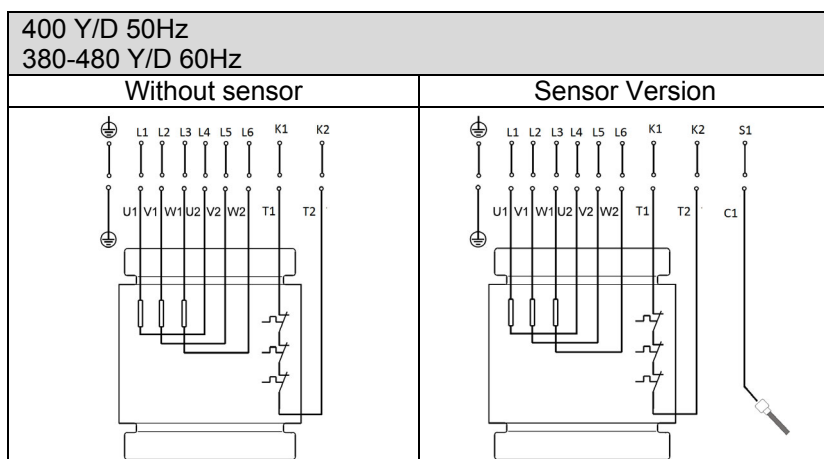 400 Y/D 50Hz
380-480 Y/D 60Hz
Without sensor
Sensor Version
L1 L2 L3 L4 L5 L6 K1 K2
U1 V1 W1 U2 V2 W2 T1 T2
L1 L2 L3 L4 L5 L6 K1 K2 S1
U1 V1 W1 U2 V2 W2 T1 T2 C1